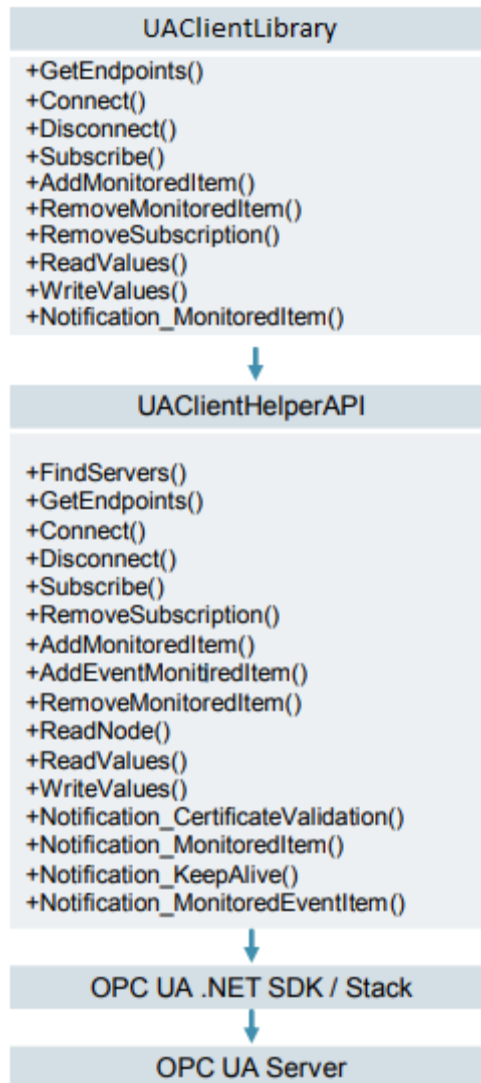 UAClientLibrary
+GetEndpoints()
+Connect()
+Disconnect()
+Subscribe()
+AddMonitoredItem()
+RemoveMonitoredItem()
+RemoveSubscription()
+ReadValues()
+WriteValues()
+Notification_MonitoredItem()
UAClientHelperAPI
+FindServers()
+GetEndpoints()
+Connect()
+Disconnect()
+Subscribe()
+RemoveSubscription()
+AddMonitoredItem()
+AddEventMonitiredItem()
+RemoveMonitoredItem()
+ReadNode()
+ReadValues()
+WriteValues()
+Notification_CertificateValidation()
+Notification_MonitoredItem()
+Notification_KeepAlive()
+Notification_MonitoredEventItem()
OPC UA .NET SDK / Stack
OPC UA Server